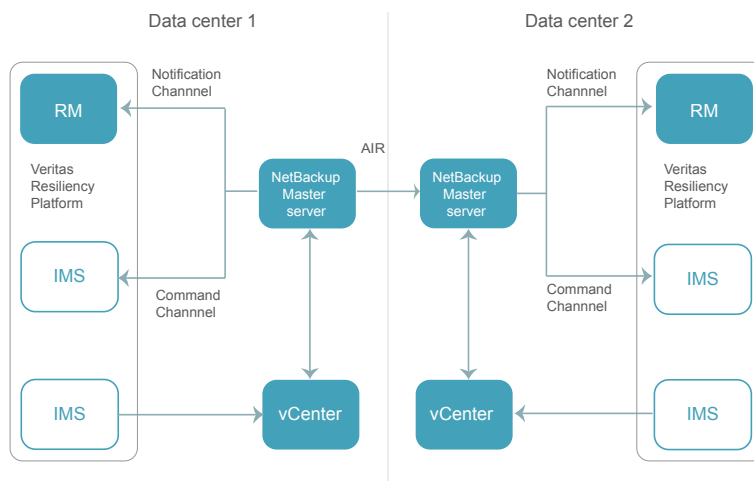 Data center 1
Data center 2
Notification
Channnel
RM
Veritas
Resiliency
Platform
IMS
Command
Channnel
IMS
NetBackup
Master
server
vCenter
AIR
NetBackup
Master
server
vCenter
Notification
Channnel
RM
Veritas
Resiliency
Platform
IMS
Command
Channnel
IMS